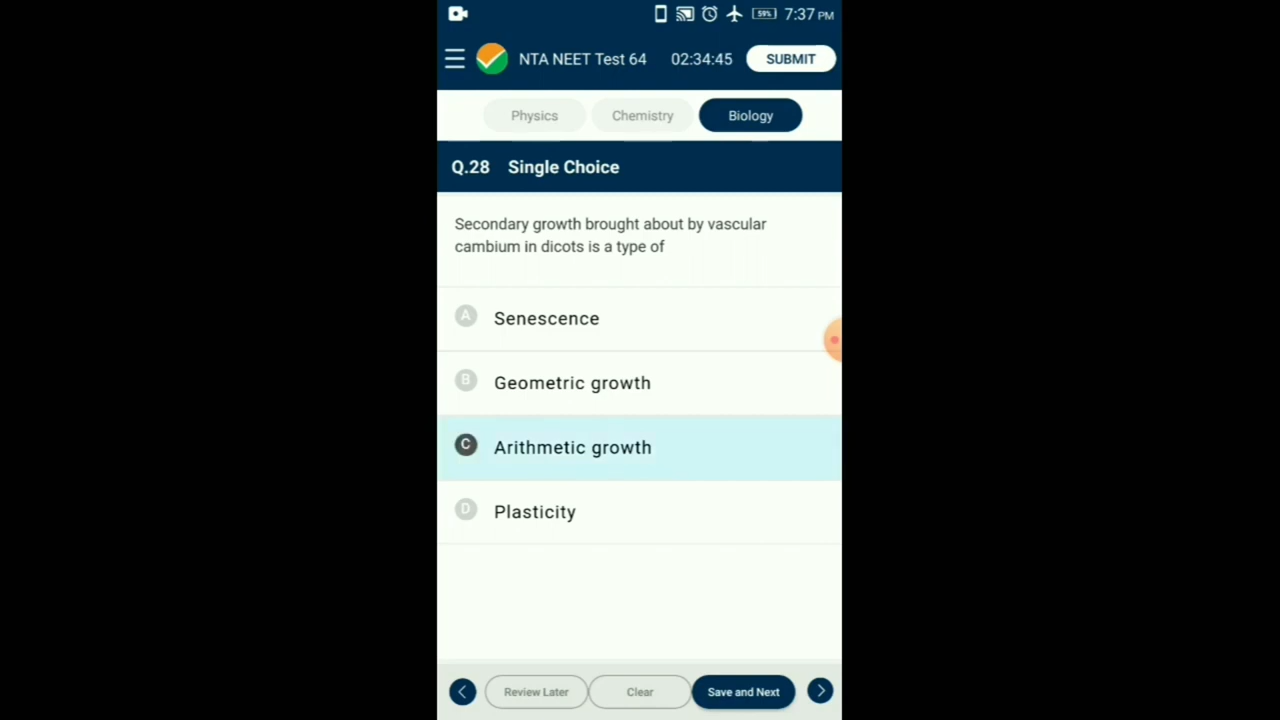 59% 7:37 PM
NTA NEET Test 64 02:34:45 SUBMIT
Physics Chemistry Biology
Q.28 Single Choice
Secondary growth brought about by vascular
cambium in dicots is a type of
A Senescence
B Geometric growth
C Arithmetic growth
D Plasticity
Review Later Clear Save and Next